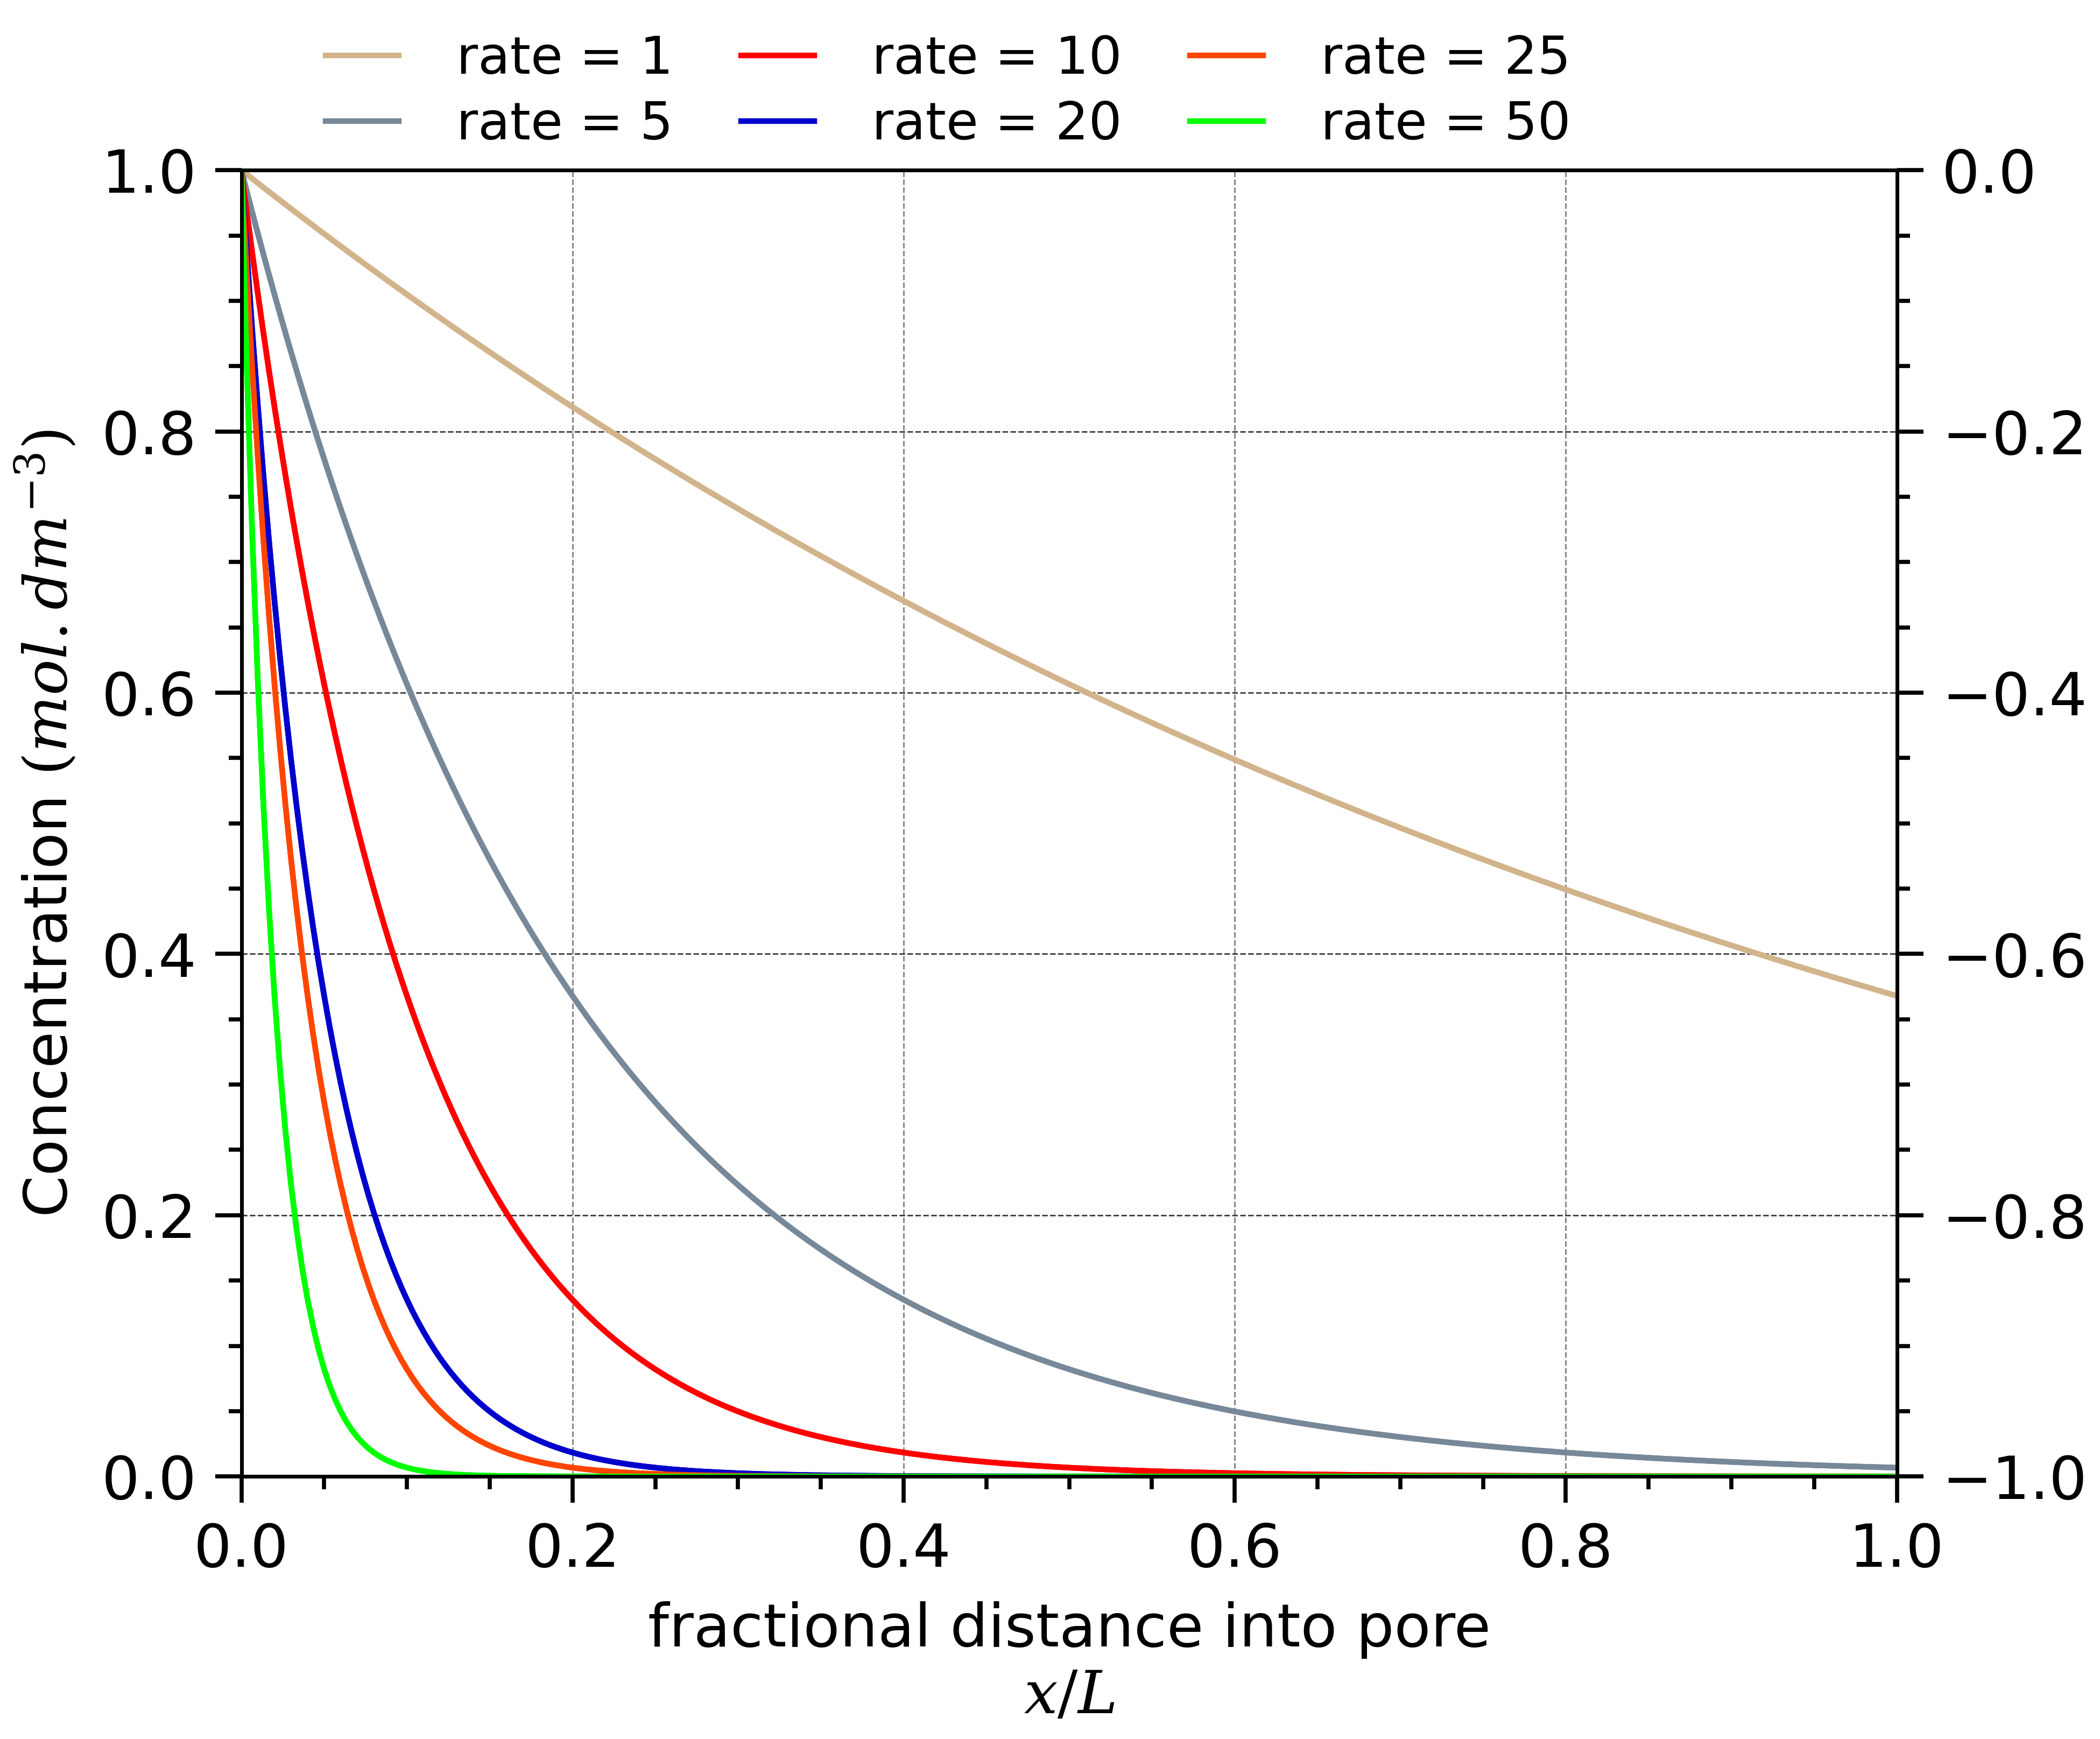 rate = 1 rate = 10 rate = 25
rate = 5 rate = 20 rate = 50
1.0
0.8
0.6
0.4
0.2
0.0
Concentration (mol. dm⁻³)
0.0
−0.2
−0.4
−0.6
−0.8
−1.0
0.0 0.2 0.4 0.6 0.8 1.0
fractional distance into pore
x/L